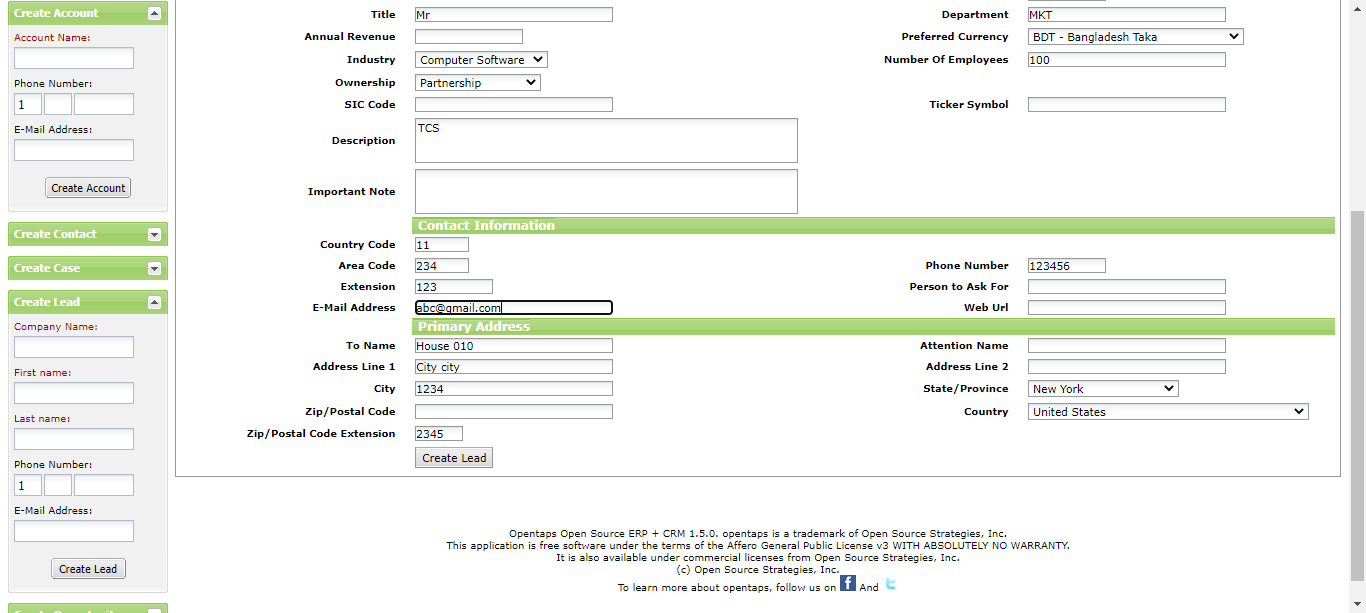 Create Account
Account Name:
Phone Number:
1
E-Mail Address:
Create Account
Create Contact
Create Case
Create Lead
Company Name:
First name:
Last name:
Phone Number:
1
E-Mail Address:
Create Lead
Title Mr Department MKT
Annual Revenue Preferred Currency BDT - Bangladesh Taka
Industry Computer Software Number Of Employees 100
Ownership Partnership
SIC Code Ticker Symbol
Description TCS
Important Note
Contact Information
Country Code 11
Area Code 234 Phone Number 123456
Extension 123 Person to Ask For
E-Mail Address abc@gmail.com Web Url
Primary Address
To Name House 010 Attention Name
Address Line 1 City city Address Line 2
City 1234 State/Province New York
Zip/Postal Code Country United States
Zip/Postal Code Extension 2345
Create Lead
Opentaps Open Source ERP + CRM 1.5.0. opentaps is a trademark of Open Source Strategies, Inc.
This application is free software under the terms of the Affero General Public License v3 WITH ABSOLUTELY NO WARRANTY.
It is also available under commercial licenses from Open Source Strategies, Inc.
(c) Open Source Strategies, Inc.
To learn more about opentaps, follow us on f And t